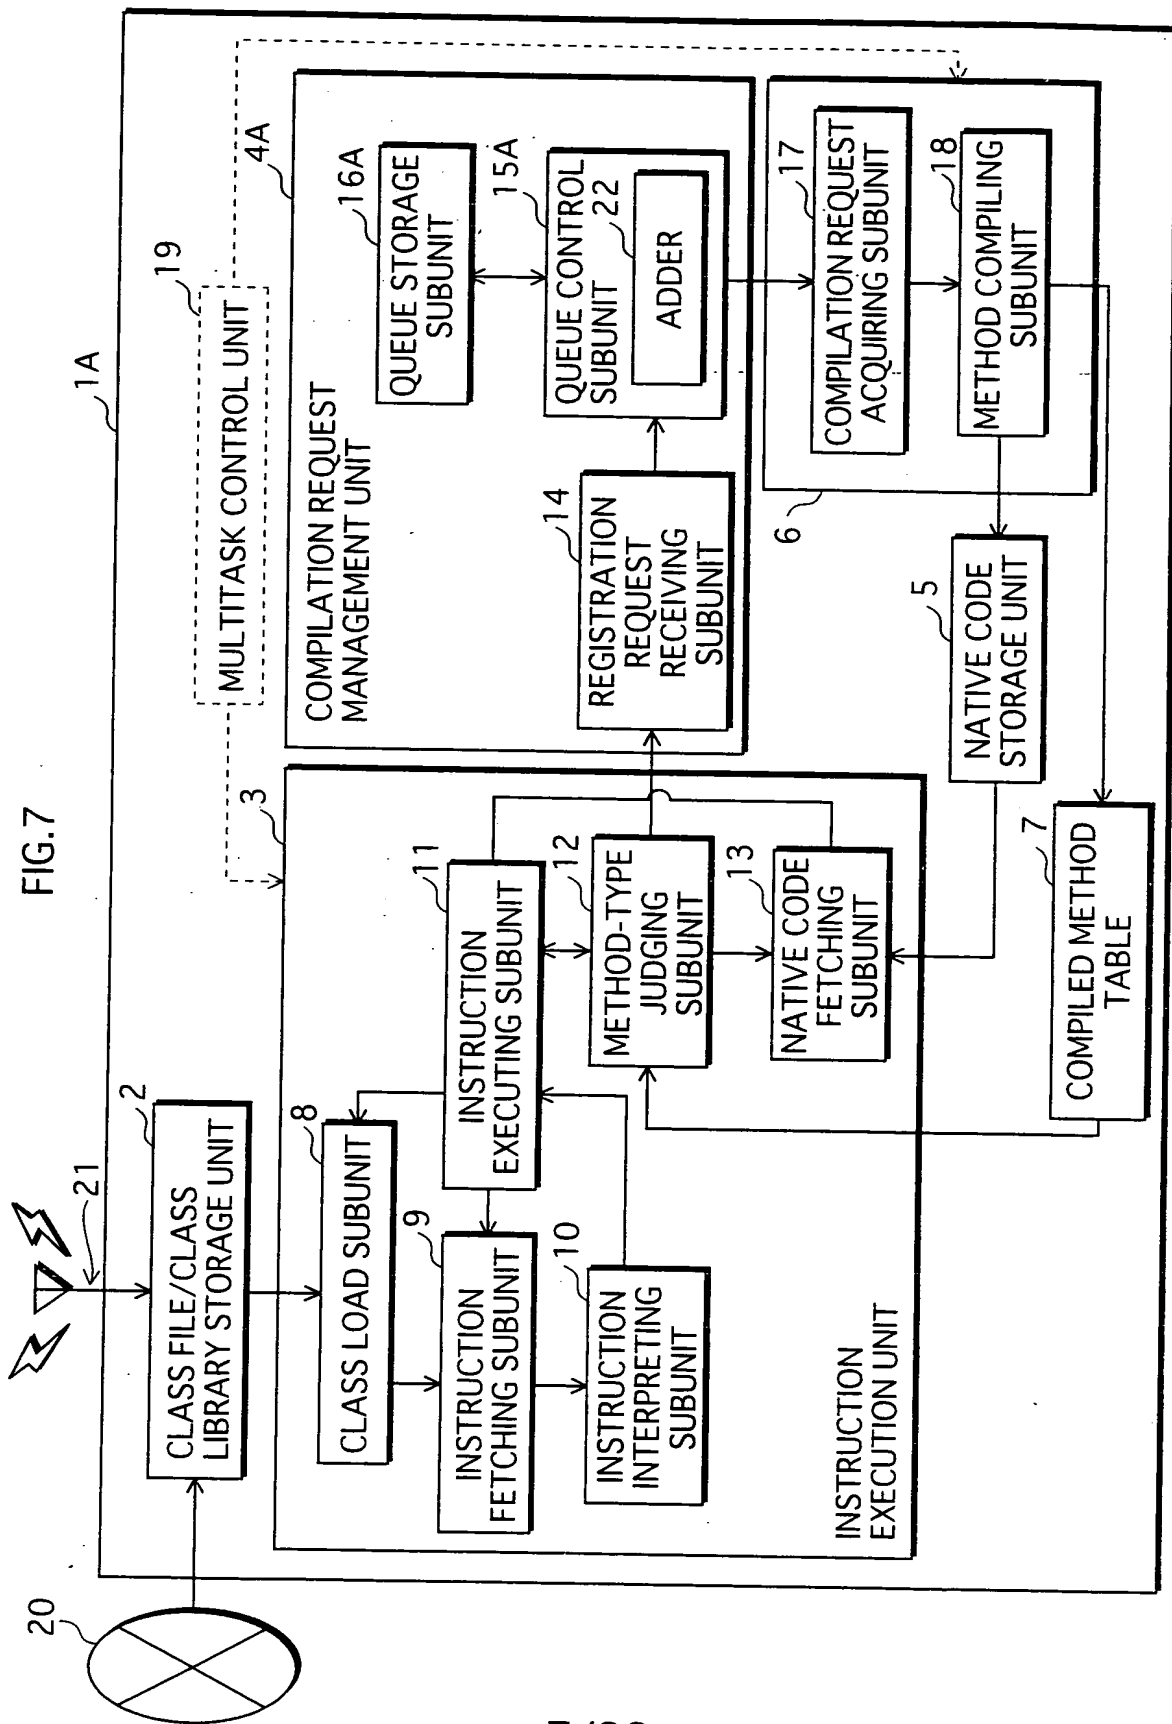 FIG.7
1A
19
MULTITASK CONTROL UNIT
20
21
2
CLASS FILE/CLASS
LIBRARY STORAGE UNIT
3
8
CLASS LOAD SUBUNIT
9
INSTRUCTION
FETCHING SUBUNIT
10
INSTRUCTION
INTERPRETING
SUBUNIT
11
INSTRUCTION
EXECUTING SUBUNIT
12
METHOD-TYPE
JUDGING
SUBUNIT
13
NATIVE CODE
FETCHING
SUBUNIT
INSTRUCTION
EXECUTION UNIT
4A
COMPILATION REQUEST
MANAGEMENT UNIT
14
REGISTRATION
REQUEST
RECEIVING
SUBUNIT
16A
QUEUE STORAGE
SUBUNIT
15A
QUEUE CONTROL
SUBUNIT
22
ADDER
17
COMPILATION REQUEST
ACQUIRING SUBUNIT
18
METHOD COMPILING
SUBUNIT
6
5
NATIVE CODE
STORAGE UNIT
7
COMPILED METHOD
TABLE